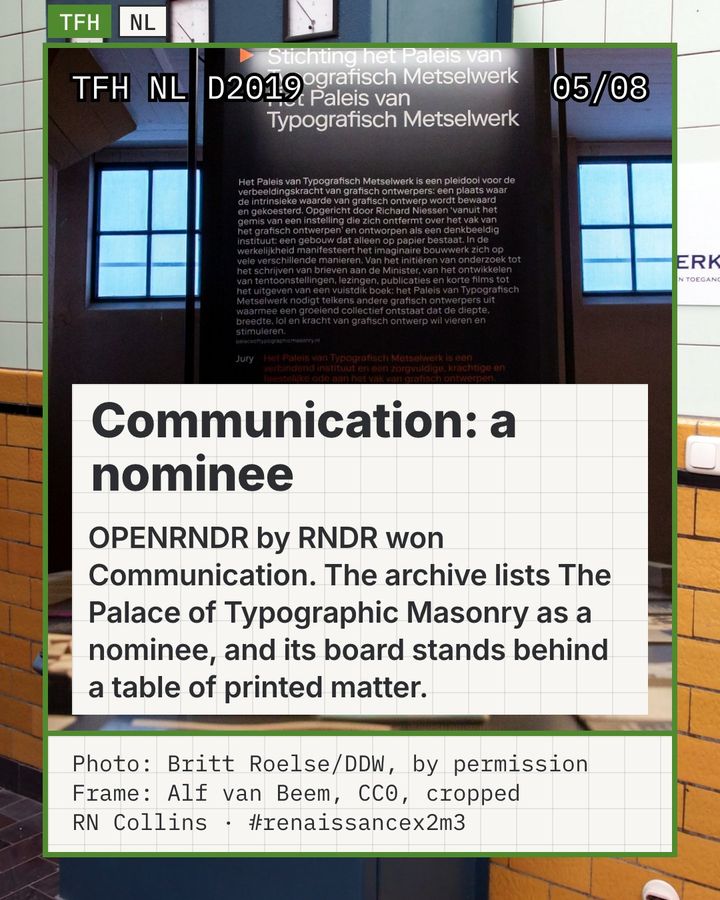 TFH NL
TFH NL D2019 05/08
Stichting het Paleis van
Typografisch Metselwerk
Het Paleis van
Typografisch Metselwerk
Het Paleis van Typografisch Metselwerk is een pleidooi voor de
verbeeldingskracht van grafisch ontwerpers: een plaats waar
de intrinsieke waarde van grafisch ontwerp wordt bewaard
en gekoesterd. Opgericht door Richard Niessen 'vanuit het
gemis van een instelling die zich ontfermt over het vak van
het grafisch ontwerpen' en ontworpen als een denkbeeldig
instituut: een gebouw dat alleen op papier bestaat. In de
werkelijkheid manifesteert het imaginaire bouwwerk zich op
vele verschillende manieren. Van het initiëren van onderzoek tot
het schrijven van brieven aan de Minister, van het ontwikkelen
van tentoonstellingen, lezingen, publicaties en korte films tot
het uitgeven van een vuistdik boek: het Paleis van Typografisch
Metselwerk nodigt telkens andere grafisch ontwerpers uit
waarmee een groeiend collectief ontstaat dat de diepte,
breedte, lol en kracht van grafisch ontwerp wil vieren en
stimuleren.
palaceoftypographicmasonry.nl
Jury Het Paleis van Typografisch Metselwerk is een
verbindend instituut en een zorgvuldige, krachtige en
feestelijke ode aan het vak van grafisch ontwerpen.
ERK
N TOEGANG
Communication: a
nominee
OPENRNDR by RNDR won
Communication. The archive lists The
Palace of Typographic Masonry as a
nominee, and its board stands behind
a table of printed matter.
Photo: Britt Roelse/DDW, by permission
Frame: Alf van Beem, CC0, cropped
RN Collins · #renaissancex2m3